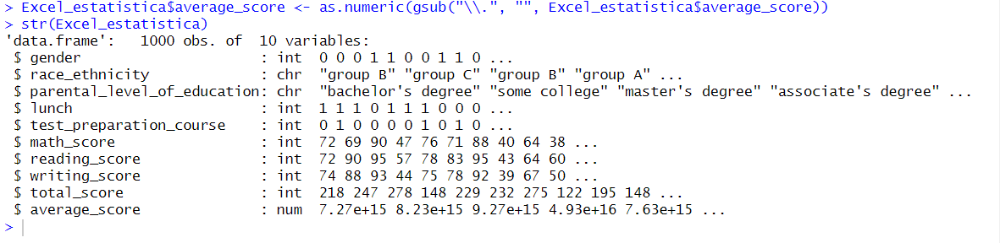 > Excel_estatistica$average_score <- as.numeric(gsub("\\.", "", Excel_estatistica$average_score))
> str(Excel_estatistica)
'data.frame':   1000 obs. of  10 variables:
 $ gender                     : int  0 0 0 1 1 0 0 1 1 0 ...
 $ race_ethnicity             : chr  "group B" "group C" "group B" "group A" ...
 $ parental_level_of_education: chr  "bachelor's degree" "some college" "master's degree" "associate's degree" ...
 $ lunch                      : int  1 1 1 0 1 1 1 0 0 0 ...
 $ test_preparation_course    : int  0 1 0 0 0 0 1 0 1 0 ...
 $ math_score                 : int  72 69 90 47 76 71 88 40 64 38 ...
 $ reading_score              : int  72 90 95 57 78 83 95 43 64 60 ...
 $ writing_score              : int  74 88 93 44 75 78 92 39 67 50 ...
 $ total_score                : int  218 247 278 148 229 232 275 122 195 148 ...
 $ average_score              : num  7.27e+15 8.23e+15 9.27e+15 4.93e+16 7.63e+15 ...
>